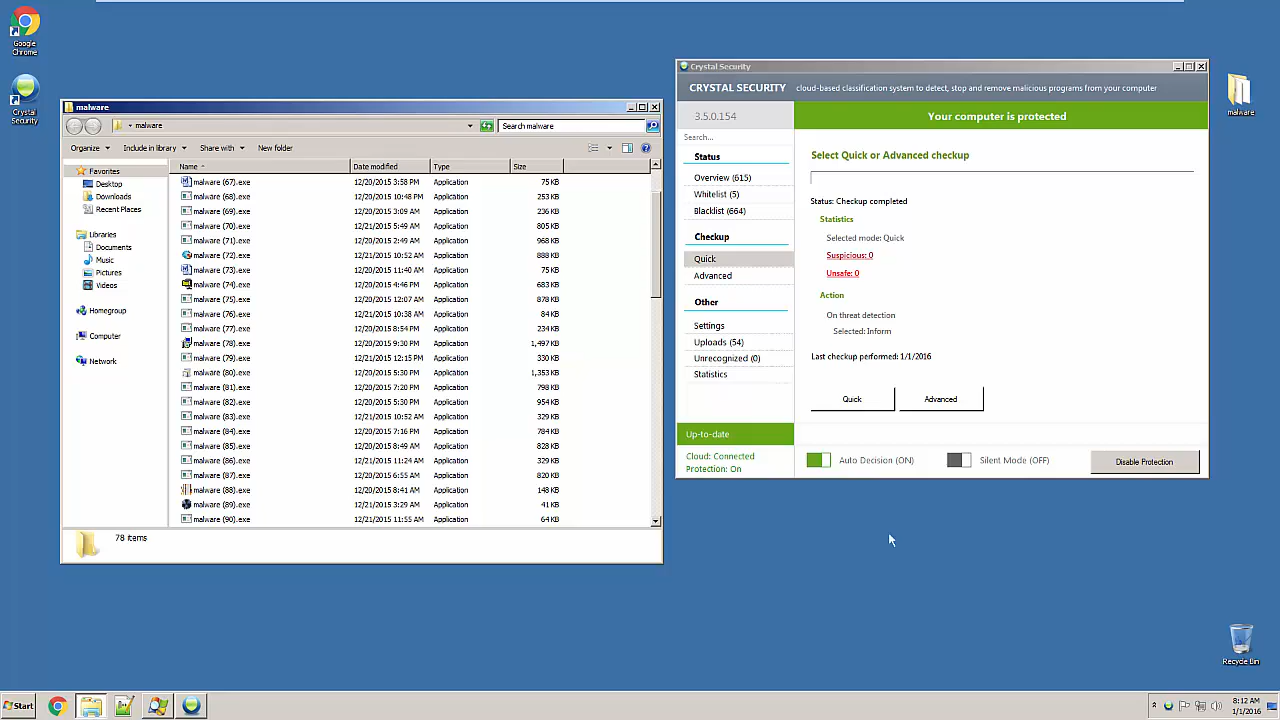 Google
Chrome
Crystal
Security
malware
malware
Search malware
Organize
Include in library
Share with
New folder
Name
Date modified
Type
Size
Favorites
Desktop
Downloads
Recent Places
Libraries
Documents
Music
Pictures
Videos
Homegroup
Computer
Network
malware (67).exe 12/20/2015 3:58 PM Application 75 KB
malware (68).exe 12/20/2015 10:48 PM Application 253 KB
malware (69).exe 12/20/2015 3:09 AM Application 236 KB
malware (70).exe 12/21/2015 5:49 AM Application 805 KB
malware (71).exe 12/20/2015 2:49 AM Application 968 KB
malware (72).exe 12/21/2015 10:52 AM Application 888 KB
malware (73).exe 12/20/2015 11:40 AM Application 75 KB
malware (74).exe 12/20/2015 4:46 PM Application 683 KB
malware (75).exe 12/20/2015 12:07 AM Application 878 KB
malware (76).exe 12/21/2015 10:38 AM Application 84 KB
malware (77).exe 12/20/2015 8:54 PM Application 234 KB
malware (78).exe 12/20/2015 9:30 PM Application 1,497 KB
malware (79).exe 12/21/2015 12:15 PM Application 330 KB
malware (80).exe 12/20/2015 5:30 PM Application 1,353 KB
malware (81).exe 12/20/2015 7:20 PM Application 798 KB
malware (82).exe 12/20/2015 5:30 PM Application 954 KB
malware (83).exe 12/21/2015 10:52 AM Application 329 KB
malware (84).exe 12/20/2015 7:16 PM Application 784 KB
malware (85).exe 12/20/2015 8:49 AM Application 828 KB
malware (86).exe 12/21/2015 11:24 AM Application 329 KB
malware (87).exe 12/20/2015 6:55 AM Application 820 KB
malware (88).exe 12/20/2015 8:41 AM Application 148 KB
malware (89).exe 12/21/2015 3:29 AM Application 41 KB
malware (90).exe 12/21/2015 11:55 AM Application 64 KB
78 items
Crystal Security
CRYSTAL SECURITY cloud-based classification system to detect, stop and remove malicious programs from your computer
3.5.0.154
Your computer is protected
Search...
Status
Overview (615)
Whitelist (5)
Blacklist (664)
Checkup
Quick
Advanced
Other
Settings
Uploads (54)
Unrecognized (0)
Statistics
Up-to-date
Cloud: Connected
Protection: On
Select Quick or Advanced checkup
Status: Checkup completed
Statistics
Selected mode: Quick
Suspicious: 0
Unsafe: 0
Action
On threat detection
Selected: Inform
Last checkup performed: 1/1/2016
Quick
Advanced
Auto Decision (ON)
Silent Mode (OFF)
Disable Protection
malware
Recycle Bin
Start
8:12 AM
1/1/2016